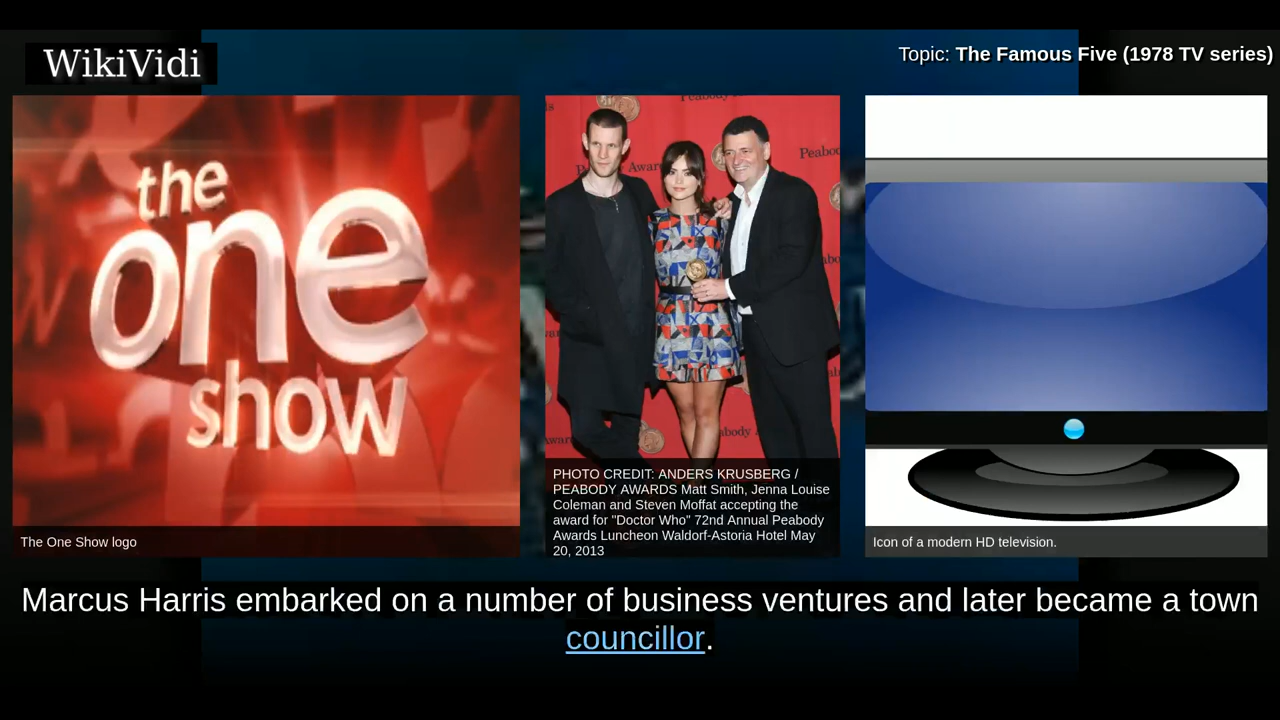 WikiVidi
Topic: The Famous Five (1978 TV series)
the
one
show
Peabody Awards
Peabody
The One Show logo
PHOTO CREDIT: ANDERS KRUSBERG /
PEABODY AWARDS Matt Smith, Jenna Louise
Coleman and Steven Moffat accepting the
award for "Doctor Who" 72nd Annual Peabody
Awards Luncheon Waldorf-Astoria Hotel May
20, 2013
Icon of a modern HD television.
Marcus Harris embarked on a number of business ventures and later became a town
councillor.